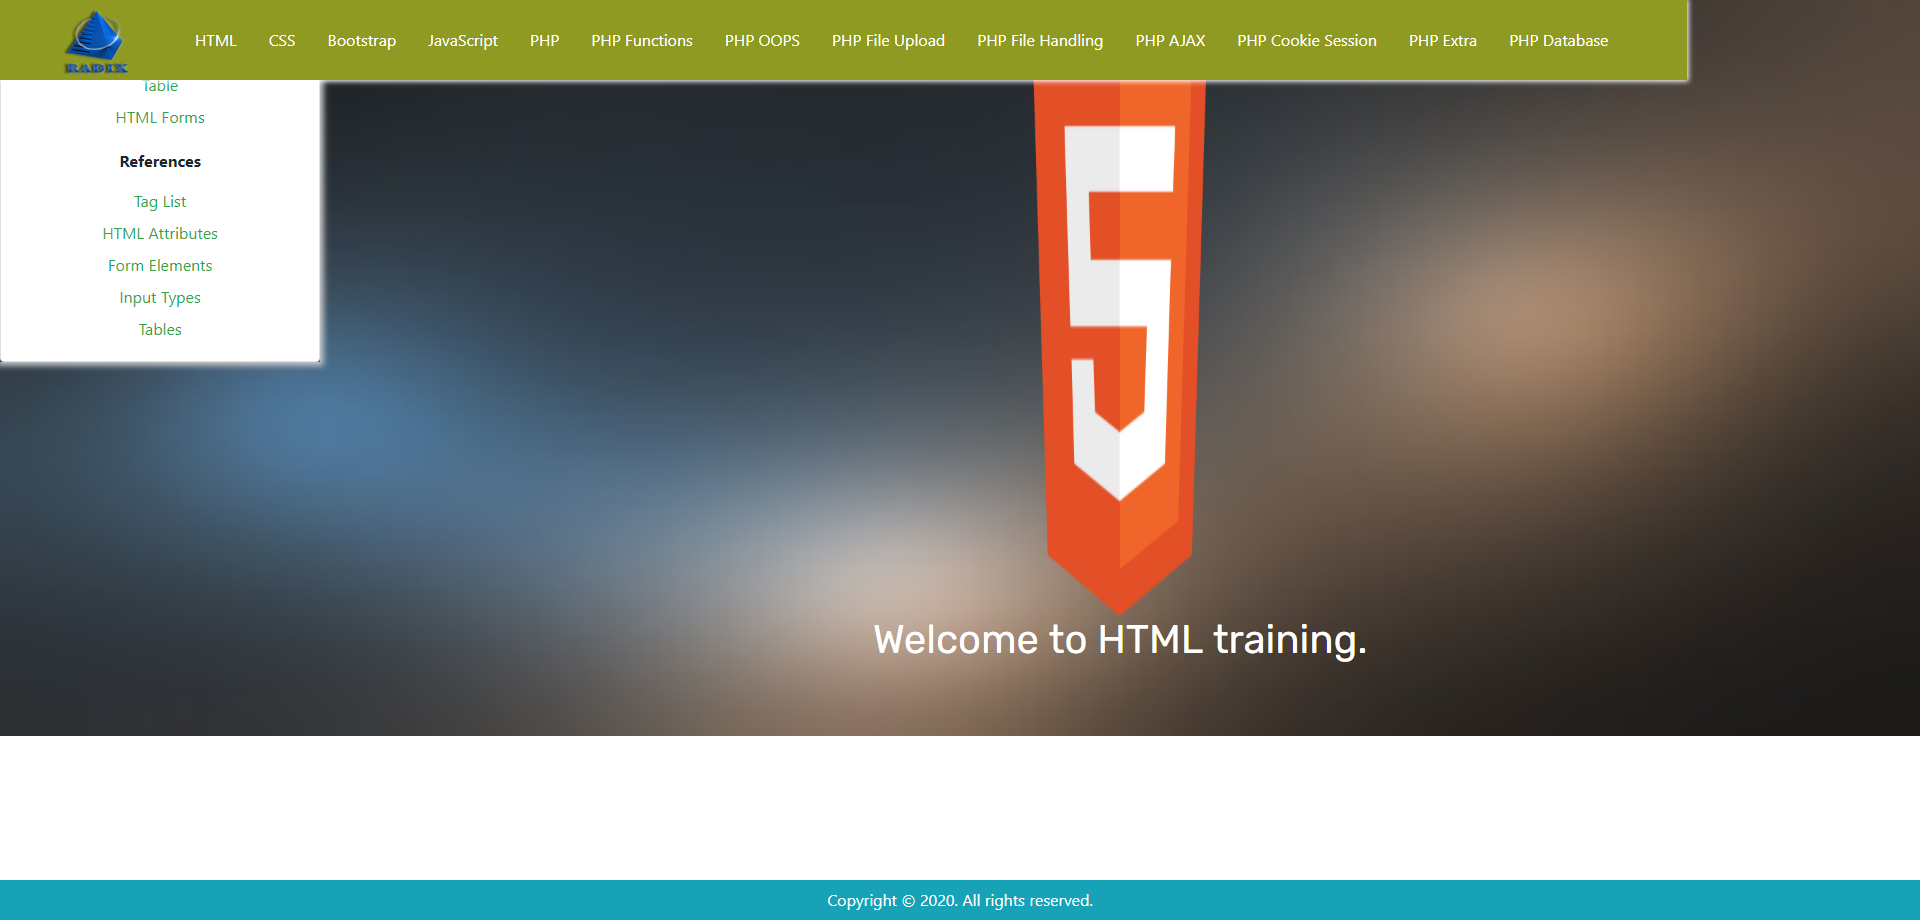 RADIX
HTML CSS Bootstrap JavaScript PHP PHP Functions PHP OOPS PHP File Upload PHP File Handling PHP AJAX PHP Cookie Session PHP Extra PHP Database
Table
HTML Forms
References
Tag List
HTML Attributes
Form Elements
Input Types
Tables
5
Welcome to HTML training.
Copyright © 2020. All rights reserved.